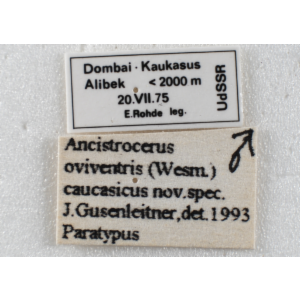 Dombai · Kaukasus
Alibek < 2000 m
20.VII.75
E.Rohde leg.
UdSSR
Ancistrocerus ♂
oviventris (Wesm.)
caucasicus nov.spec.
J.Gusenleitner,det.1993
Paratypus